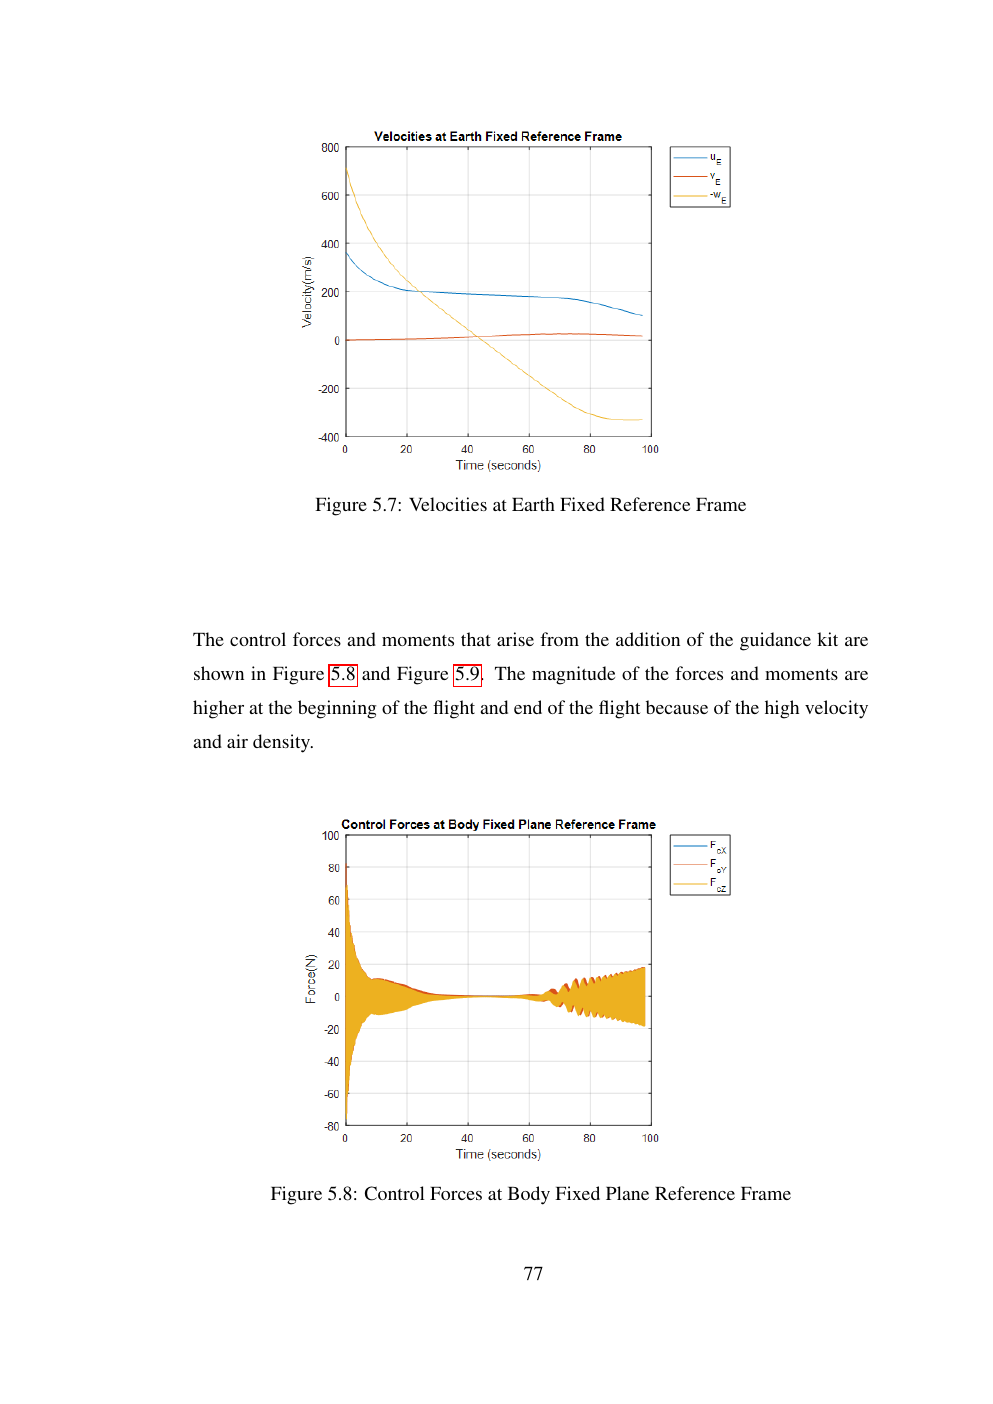 Velocities at Earth Fixed Reference Frame
800
600
400
200
0
-200
-400
Velocity(m/s)
0 20 40 60 80 100
Time (seconds)
u_E
v_E
-w_E
Figure 5.7: Velocities at Earth Fixed Reference Frame
The control forces and moments that arise from the addition of the guidance kit are
shown in Figure 5.8 and Figure 5.9. The magnitude of the forces and moments are
higher at the beginning of the flight and end of the flight because of the high velocity
and air density.
Control Forces at Body Fixed Plane Reference Frame
100
80
60
40
20
0
-20
-40
-60
-80
Force(N)
0 20 40 60 80 100
Time (seconds)
F_cX
F_cY
F_cZ
Figure 5.8: Control Forces at Body Fixed Plane Reference Frame
77